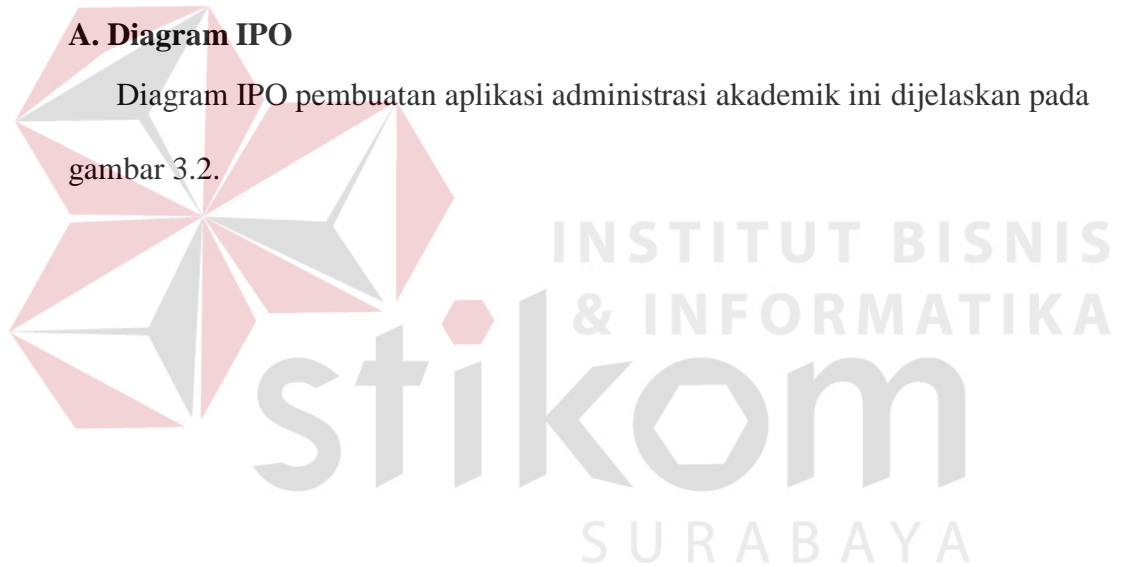 A. Diagram IPO
Diagram IPO pembuatan aplikasi administrasi akademik ini dijelaskan pada
gambar 3.2.
INSTITUT BISNIS
& INFORMATIKA
stikom
SURABAYA